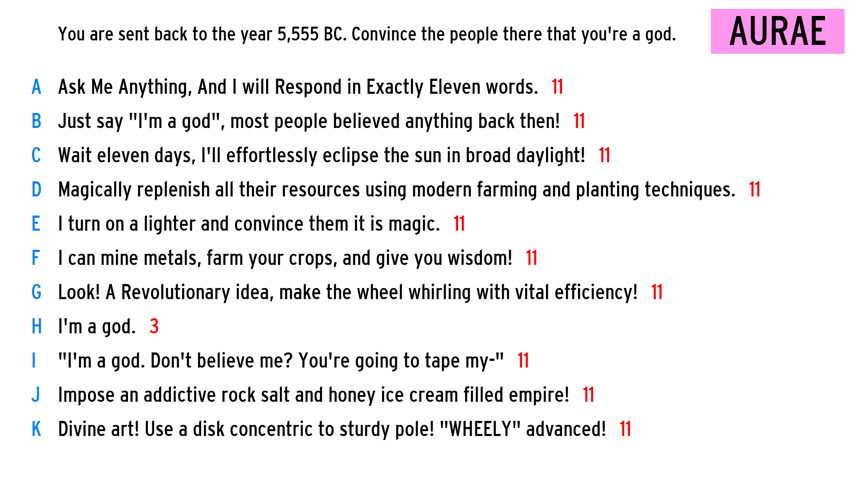 You are sent back to the year 5,555 BC. Convince the people there that you're a god.
AURAE
A Ask Me Anything, And I will Respond in Exactly Eleven words. 11
B Just say "I'm a god", most people believed anything back then! 11
C Wait eleven days, I'll effortlessly eclipse the sun in broad daylight! 11
D Magically replenish all their resources using modern farming and planting techniques. 11
E I turn on a lighter and convince them it is magic. 11
F I can mine metals, farm your crops, and give you wisdom! 11
G Look! A Revolutionary idea, make the wheel whirling with vital efficiency! 11
H I'm a god. 3
I "I'm a god. Don't believe me? You're going to tape my-" 11
J Impose an addictive rock salt and honey ice cream filled empire! 11
K Divine art! Use a disk concentric to sturdy pole! "WHEELY" advanced! 11